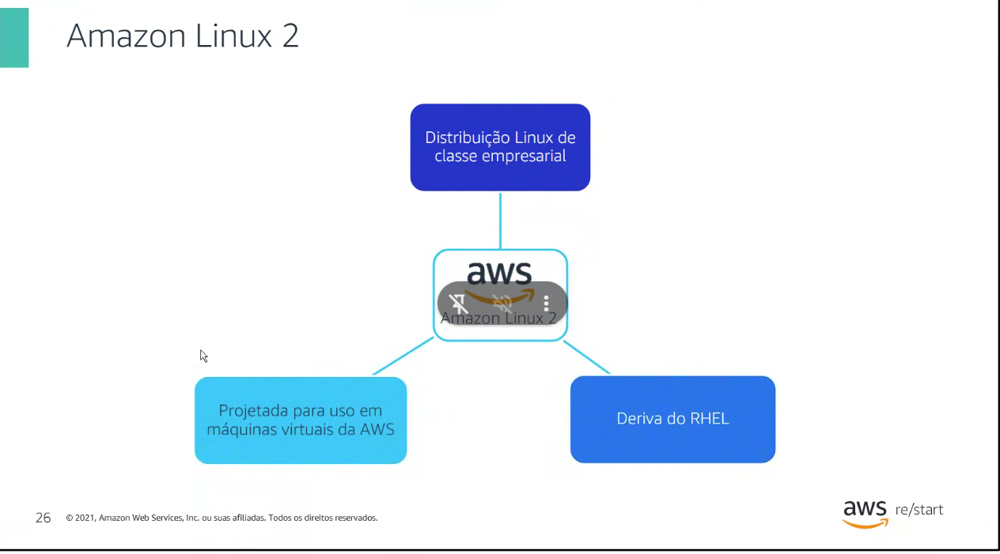 Amazon Linux 2
Distribuição Linux de
classe empresarial
aws
Amazon Linux 2
Projetada para uso em
máquinas virtuais da AWS
Deriva do RHEL
26 © 2021, Amazon Web Services, Inc. ou suas afiliadas. Todos os direitos reservados.
aws re/start